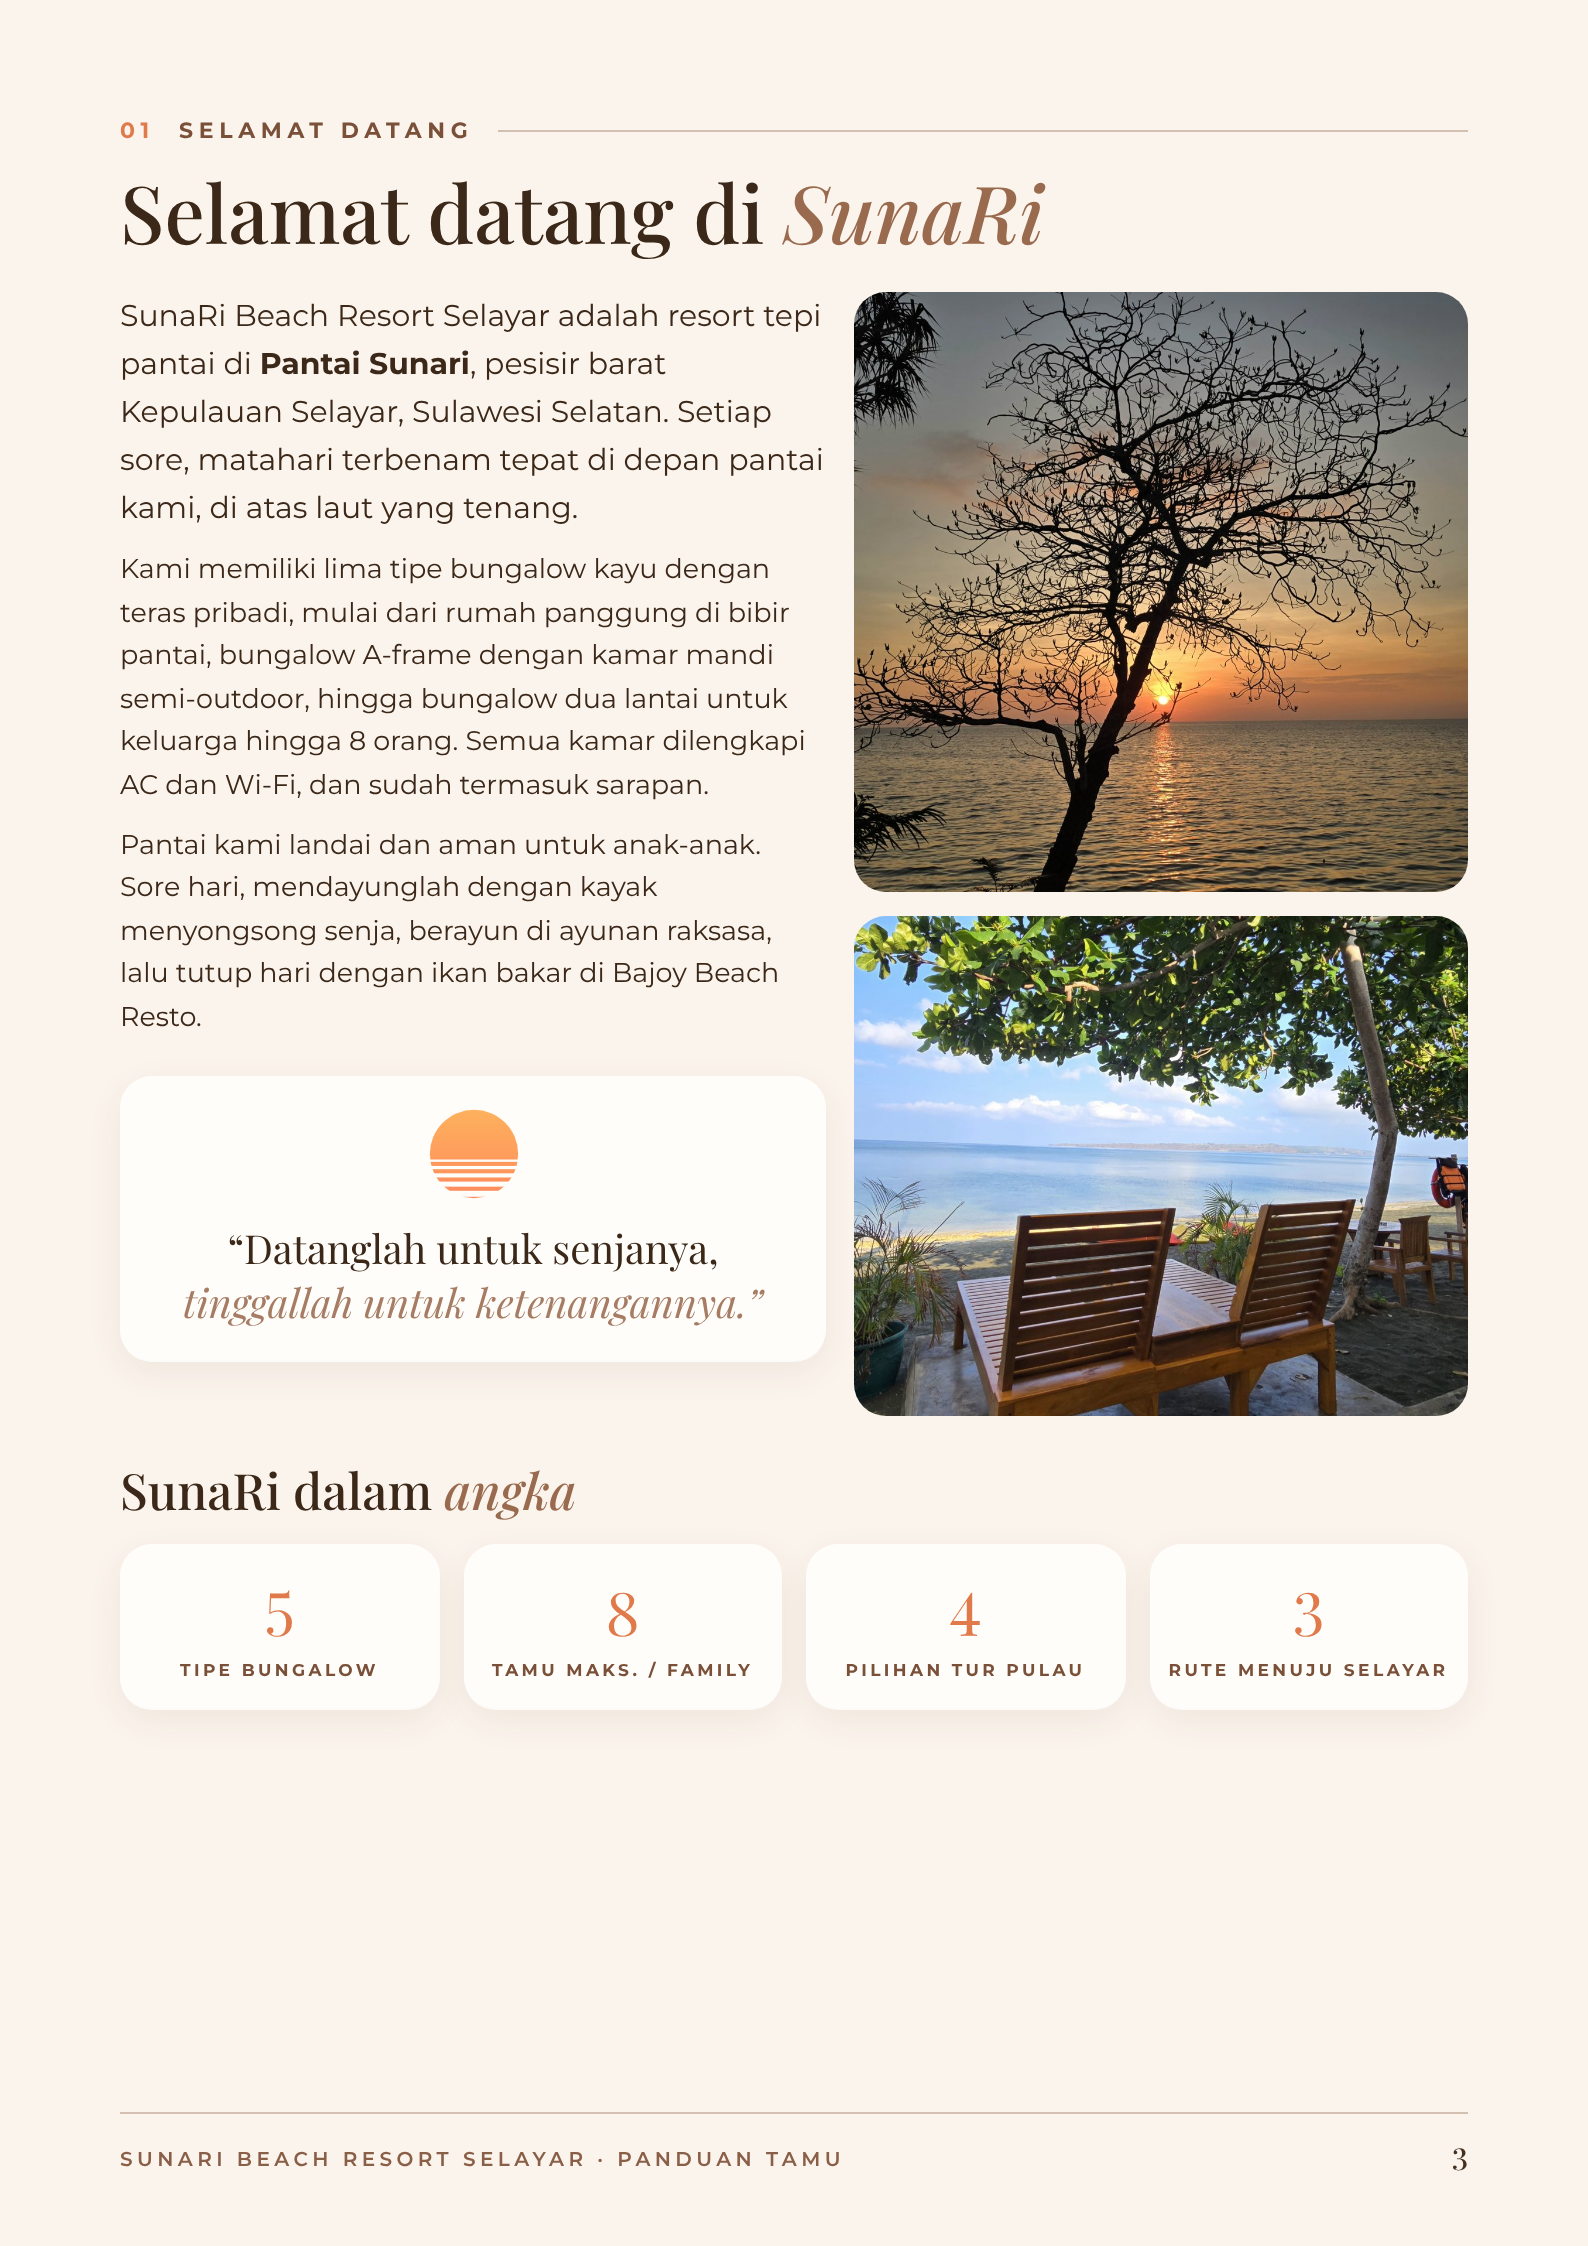 01 SELAMAT DATANG
Selamat datang di SunaRi
SunaRi Beach Resort Selayar adalah resort tepi
pantai di Pantai Sunari, pesisir barat
Kepulauan Selayar, Sulawesi Selatan. Setiap
sore, matahari terbenam tepat di depan pantai
kami, di atas laut yang tenang.
Kami memiliki lima tipe bungalow kayu dengan
teras pribadi, mulai dari rumah panggung di bibir
pantai, bungalow A-frame dengan kamar mandi
semi-outdoor, hingga bungalow dua lantai untuk
keluarga hingga 8 orang. Semua kamar dilengkapi
AC dan Wi-Fi, dan sudah termasuk sarapan.
Pantai kami landai dan aman untuk anak-anak.
Sore hari, mendayunglah dengan kayak
menyongsong senja, berayun di ayunan raksasa,
lalu tutup hari dengan ikan bakar di Bajoy Beach
Resto.
“Datanglah untuk senjanya,
tinggallah untuk ketenangannya.”
SunaRi dalam angka
5
TIPE BUNGALOW
8
TAMU MAKS. / FAMILY
4
PILIHAN TUR PULAU
3
RUTE MENUJU SELAYAR
SUNARI BEACH RESORT SELAYAR · PANDUAN TAMU
3